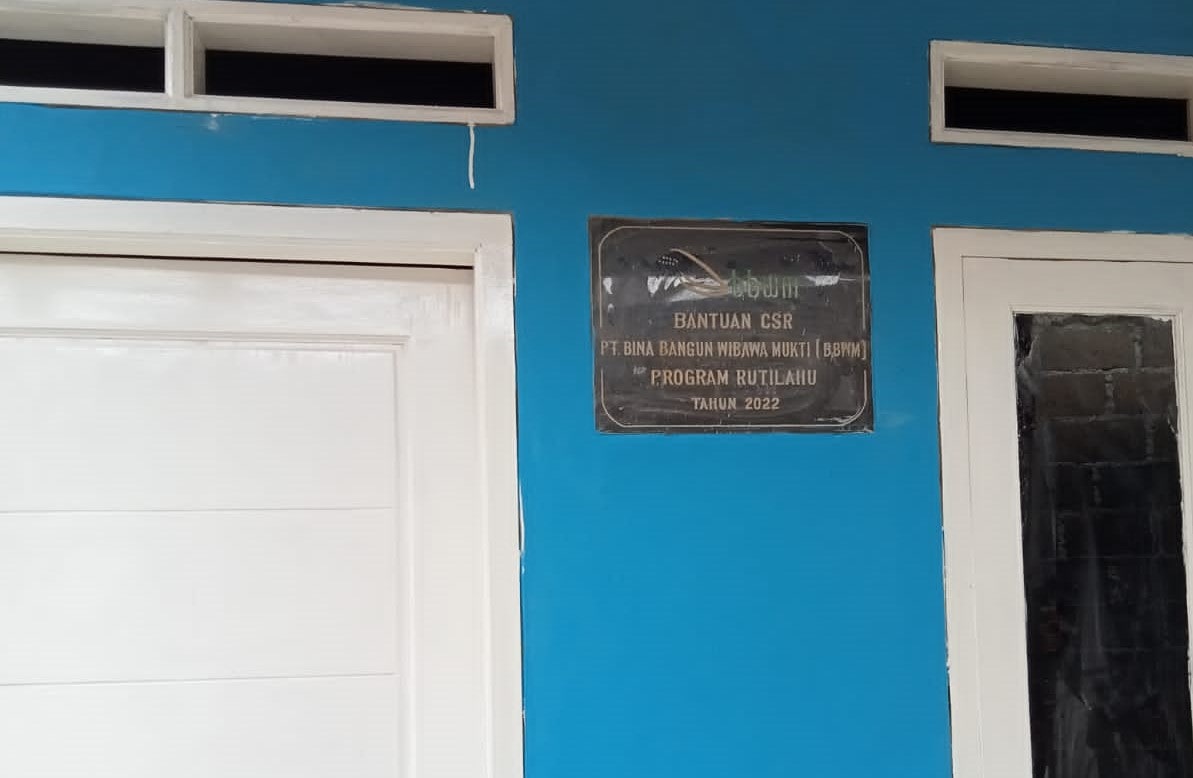 bbwm
BANTUAN CSR
PT. BINA BANGUN WIBAWA MUKTI (BBWM)
PROGRAM RUTILAHU
TAHUN 2022